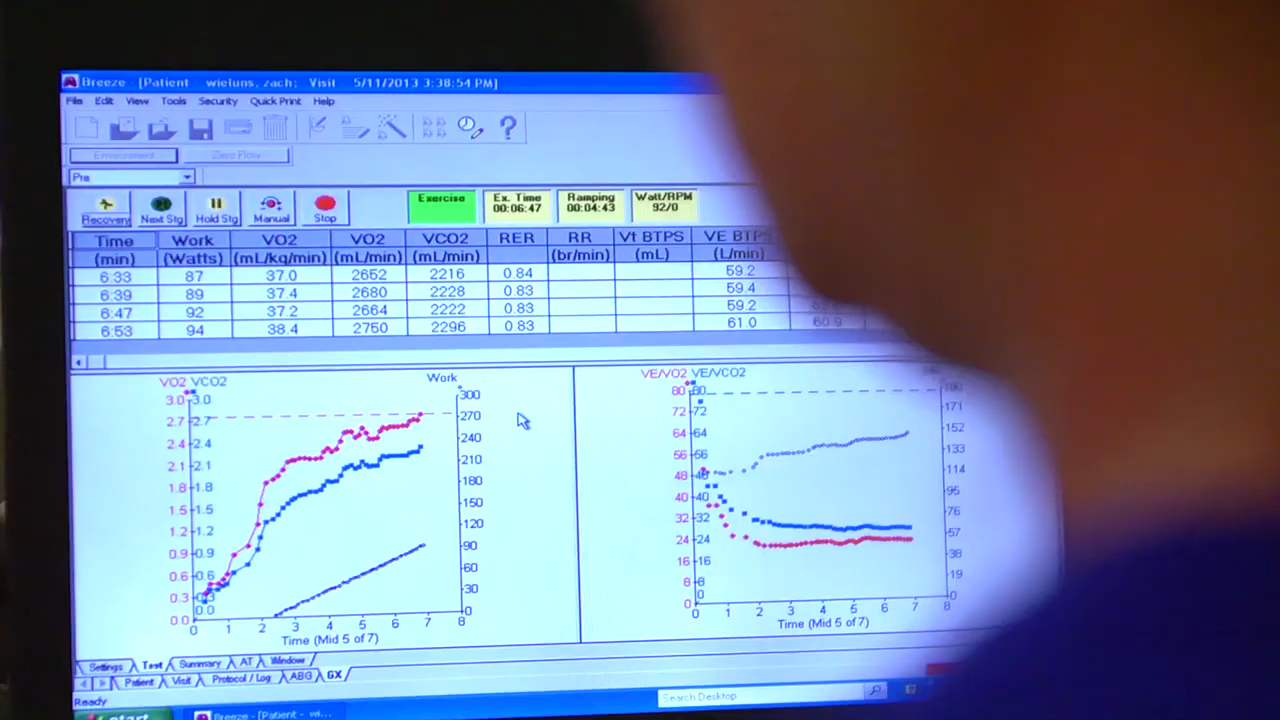 Breeze - [Patient wieluns, zach; Visit 5/11/2013 3:38:54 PM]
File Edit View Tools Security Quick Print Help
Environment Zero Flow
Pra
Recovery Next Stg Hold Stg Manual Stop
Exercise
Ex. Time 00:06:47
Ramping 00:04:43
Watt/RPM 92/0
Time Work VO2 VO2 VCO2 RER RR Vt BTPS VE BTPS
(min) (Watts) (mL/kg/min) (mL/min) (mL/min) (br/min) (mL) (L/min)
6:33 87 37.0 2652 2216 0.84 59.2
6:39 89 37.4 2680 2228 0.83 59.4
6:47 92 37.2 2664 2222 0.83 59.2
6:53 94 38.4 2750 2296 0.83 61.0 60.9
VO2 VCO2 Work
3.0 3.0 300
2.7 2.7 270
2.4 2.4 240
2.1 2.1 210
1.8 1.8 180
1.5 1.5 150
1.2 1.2 120
0.9 0.9 90
0.6 0.6 60
0.3 0.3 30
0.0 0.0 0
0 1 2 3 4 5 6 7 8
Time (Mid 5 of 7)
VE/VO2 VE/VCO2
80 80
72 72 171
64 64 152
56 56 133
48 48 114
40 40 95
32 32 76
24 24 57
16 16 38
8 8 19
0 0 0
0 1 2 3 4 5 6 7 8
Time (Mid 5 of 7)
Settings Test Summary AT Window
Patient Visit Protocol / Log ABG GX
Ready
Search Desktop
start Breeze - [Patient - wi...